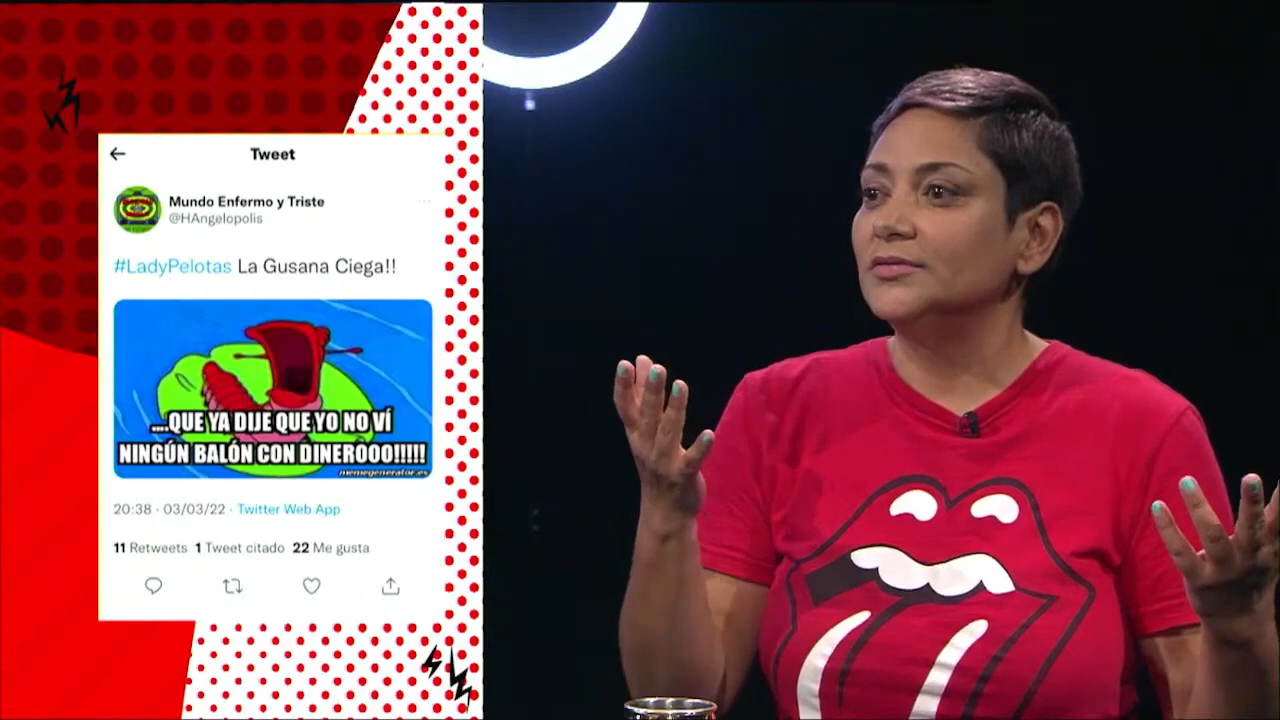 Tweet
Mundo Enfermo y Triste
@HAngelopolis
#LadyPelotas La Gusana Ciega!!
....QUE YA DIJE QUE YO NO VÍ
NINGÚN BALÓN CON DINEROOO!!!!!
memegenerator.es
20:38 · 03/03/22 · Twitter Web App
11 Retweets 1 Tweet citado 22 Me gusta